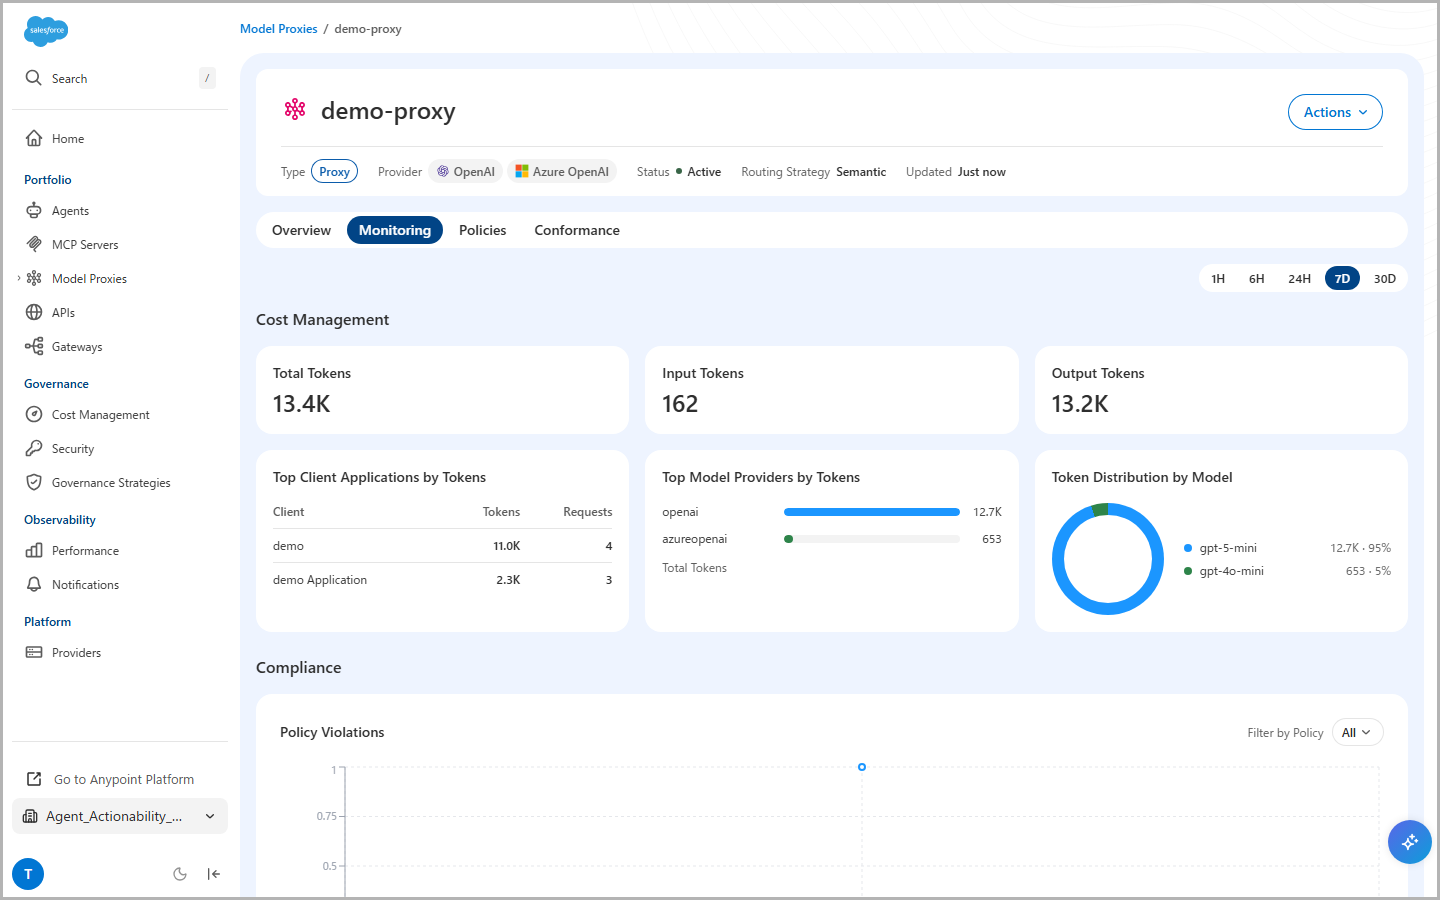 salesforce
Model Proxies / demo-proxy
Search /
Home
Portfolio
Agents
MCP Servers
Model Proxies
APIs
Gateways
Governance
Cost Management
Security
Governance Strategies
Observability
Performance
Notifications
Platform
Providers
Go to Anypoint Platform
Agent_Actionability_...
T
demo-proxy
Actions
Type Proxy Provider OpenAI Azure OpenAI Status Active Routing Strategy Semantic Updated Just now
Overview Monitoring Policies Conformance
1H 6H 24H 7D 30D
Cost Management
Total Tokens
13.4K
Input Tokens
162
Output Tokens
13.2K
Top Client Applications by Tokens
Client Tokens Requests
demo 11.0K 4
demo Application 2.3K 3
Top Model Providers by Tokens
openai 12.7K
azureopenai 653
Total Tokens
Token Distribution by Model
gpt-5-mini 12.7K · 95%
gpt-4o-mini 653 · 5%
Compliance
Policy Violations
Filter by Policy All
1
0.75
0.5